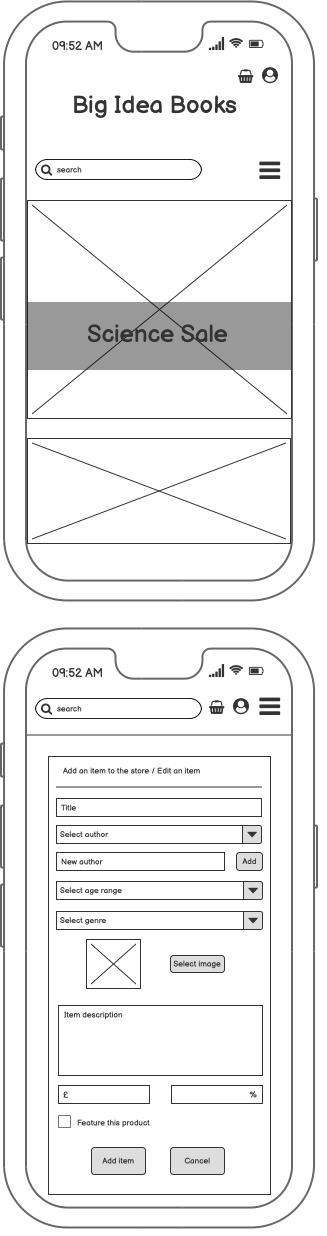 09:52 AM
Big Idea Books
search
Science Sale
09:52 AM
search
Add an item to the store / Edit an item
Title
Select author
New author
Add
Select age range
Select genre
Select image
Item description
£
%
Feature this product
Add item
Cancel